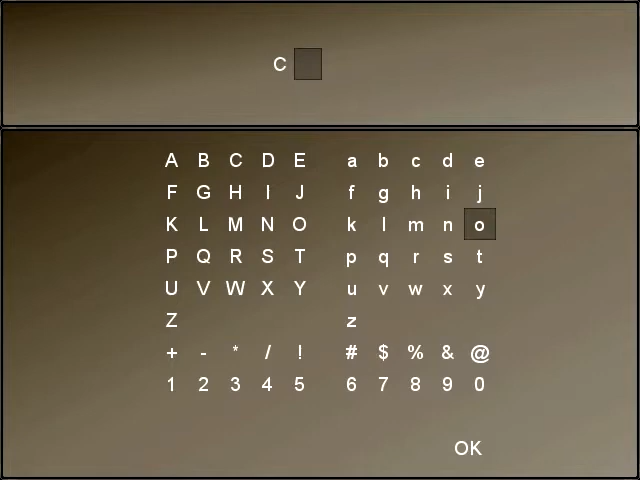 C
A B C D E a b c d e
F G H I J f g h i j
K L M N O k l m n o
P Q R S T p q r s t
U V W X Y u v w x y
Z z
+ - * / ! # $ % & @
1 2 3 4 5 6 7 8 9 0
OK